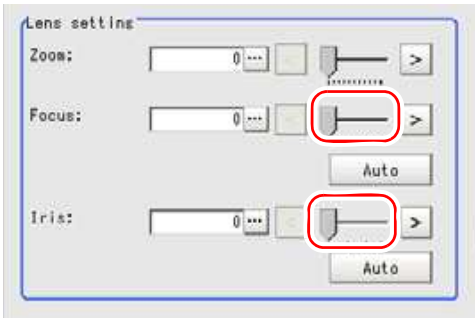 Lens setting
Zoom: 0 ... < >
Focus: 0 ... < >
Auto
Iris: 0 ... < >
Auto